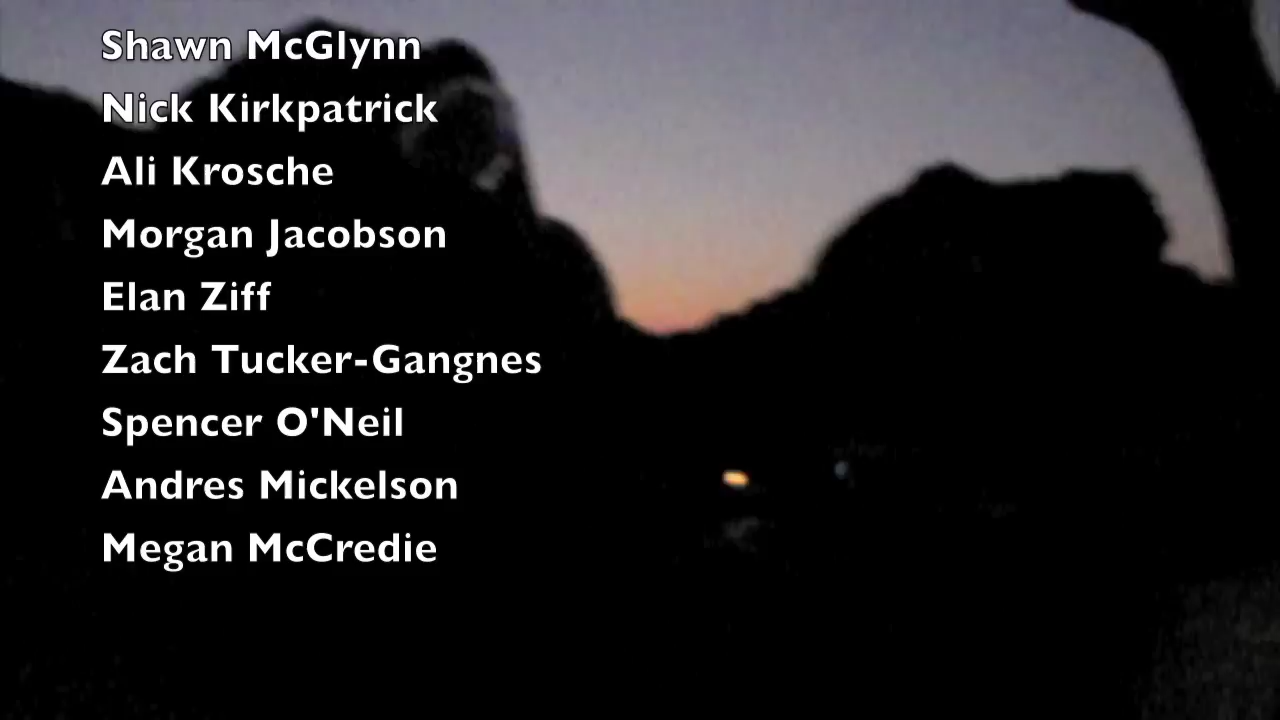 Shawn McGlynn
Nick Kirkpatrick
Ali Krosche
Morgan Jacobson
Elan Ziff
Zach Tucker-Gangnes
Spencer O'Neil
Andres Mickelson
Megan McCredie